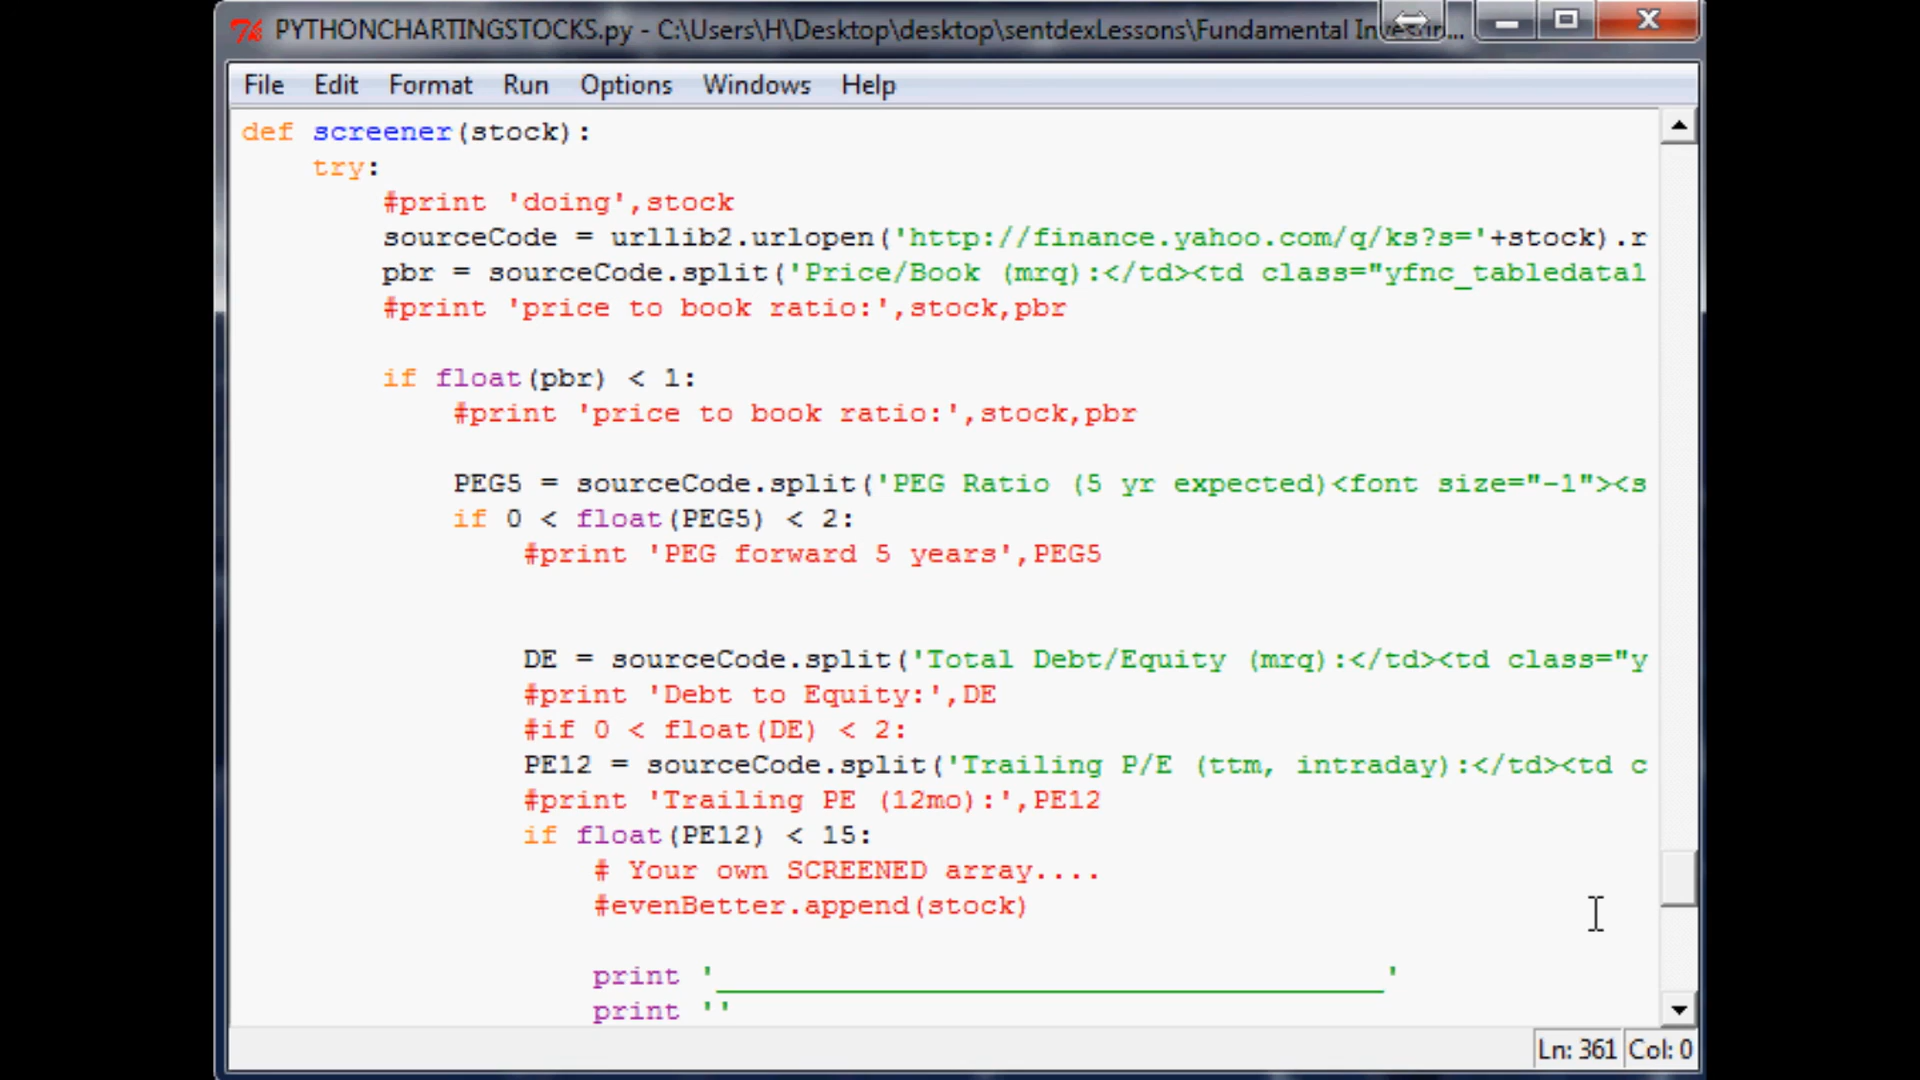 PYTHONCHARTINGSTOCKS.py - C:\Users\H\Desktop\desktop\sentdexLessons\Fundamental Investin...
File Edit Format Run Options Windows Help
def screener(stock):
    try:
        #print 'doing',stock
        sourceCode = urllib2.urlopen('http://finance.yahoo.com/q/ks?s='+stock).r
        pbr = sourceCode.split('Price/Book (mrq):</td><td class="yfnc_tabledata1
        #print 'price to book ratio:',stock,pbr
        if float(pbr) < 1:
            #print 'price to book ratio:',stock,pbr
            PEG5 = sourceCode.split('PEG Ratio (5 yr expected)<font size="-1"><s
            if 0 < float(PEG5) < 2:
                #print 'PEG forward 5 years',PEG5
                DE = sourceCode.split('Total Debt/Equity (mrq):</td><td class="y
                #print 'Debt to Equity:',DE
                #if 0 < float(DE) < 2:
                PE12 = sourceCode.split('Trailing P/E (ttm, intraday):</td><td c
                #print 'Trailing PE (12mo):',PE12
                if float(PE12) < 15:
                    # Your own SCREENED array....
                    #evenBetter.append(stock)
                    print '______________________________________'
                    print ''
Ln: 361 Col: 0